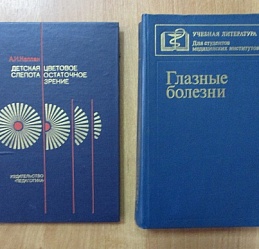 А.И.Каплан
ДЕТСКАЯ
СЛЕПОТА
ЦВЕТОВОЕ
ОСТАТОЧНОЕ
ЗРЕНИЕ
ИЗДАТЕЛЬСТВО
«ПЕДАГОГИКА»
УЧЕБНАЯ ЛИТЕРАТУРА
Для студентов
медицинских институтов
Глазные
болезни